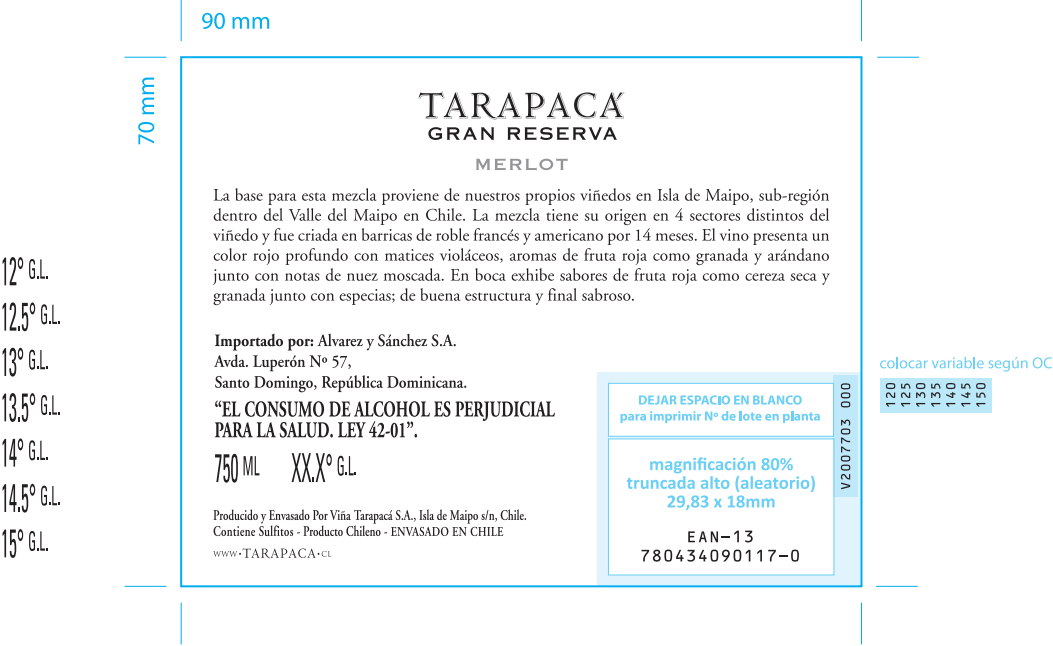 90 mm
70 mm
TARAPACÁ
GRAN RESERVA
MERLOT
La base para esta mezcla proviene de nuestros propios viñedos en Isla de Maipo, sub-región
dentro del Valle del Maipo en Chile. La mezcla tiene su origen en 4 sectores distintos del
viñedo y fue criada en barricas de roble francés y americano por 14 meses. El vino presenta un
color rojo profundo con matices violáceos, aromas de fruta roja como granada y arándano
junto con notas de nuez moscada. En boca exhibe sabores de fruta roja como cereza seca y
granada junto con especias; de buena estructura y final sabroso.
Importado por: Alvarez y Sánchez S.A.
Avda. Luperón Nº 57,
Santo Domingo, República Dominicana.
“EL CONSUMO DE ALCOHOL ES PERJUDICIAL
PARA LA SALUD. LEY 42-01”.
750 ML XX.X° G.L.
Producido y Envasado Por Viña Tarapacá S.A., Isla de Maipo s/n, Chile.
Contiene Sulfitos - Producto Chileno - ENVASADO EN CHILE
WWW·TARAPACA·CL
DEJAR ESPACIO EN BLANCO
para imprimir Nº de lote en planta
magnificación 80%
truncada alto (aleatorio)
29,83 x 18mm
EAN-13
780434090117-0
V2007703 000
12° G.L.
12.5° G.L.
13° G.L.
13.5° G.L.
14° G.L.
14.5° G.L.
15° G.L.
colocar variable según OC
120
125
130
135
140
145
150